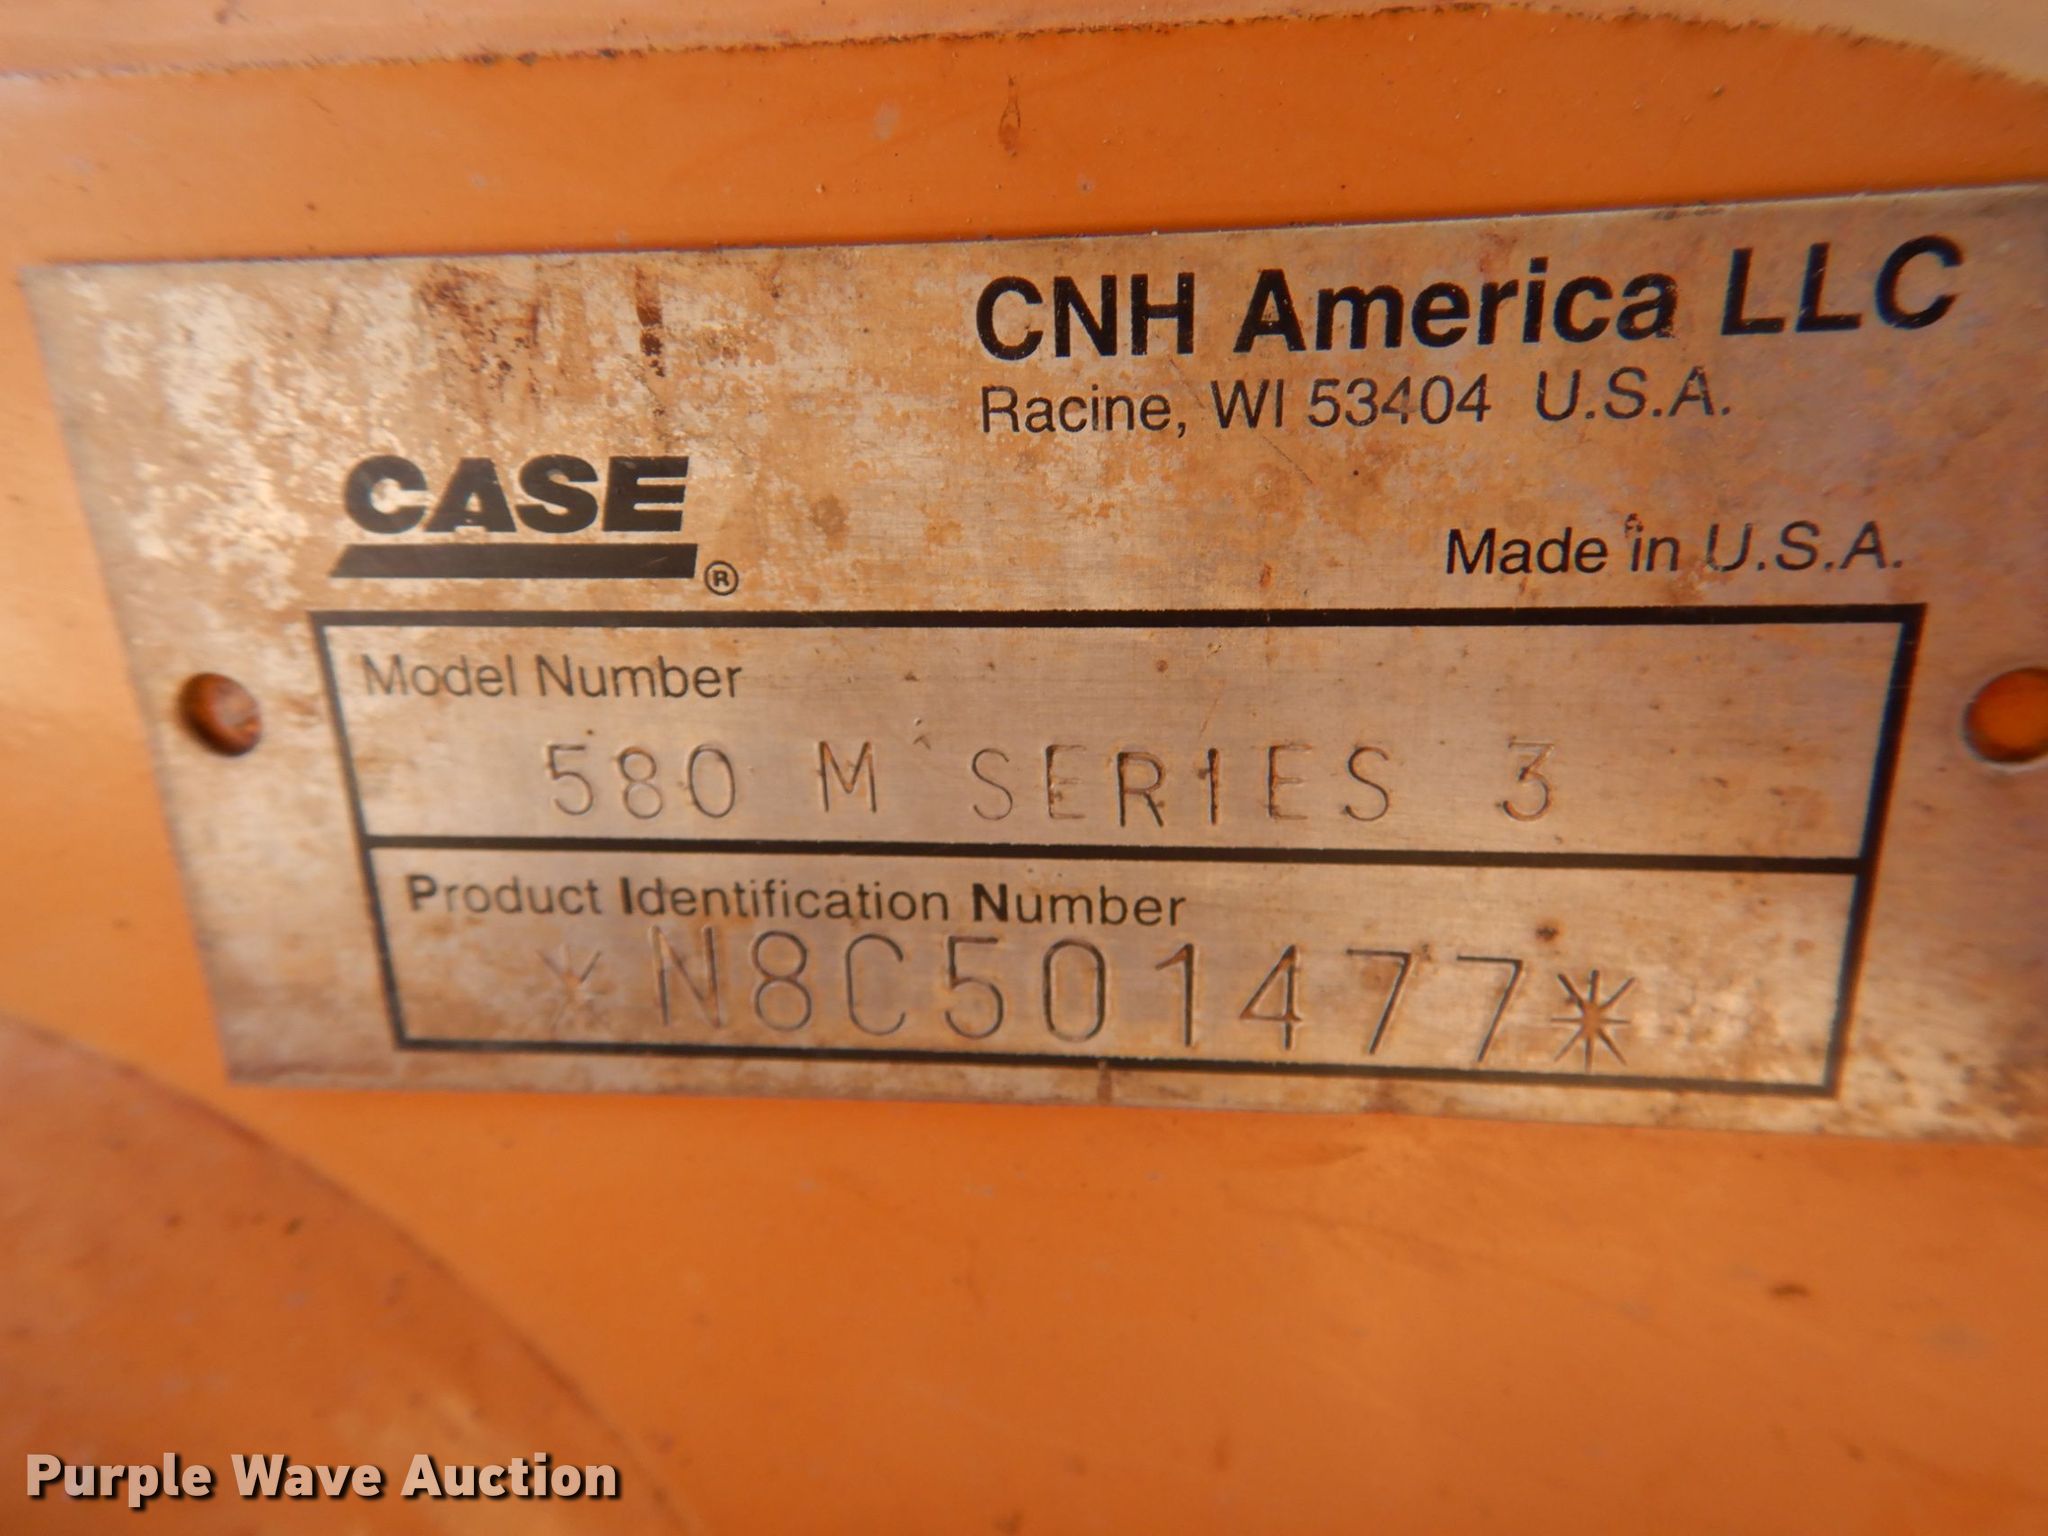 CNH America LLC
Racine, WI 53404 U.S.A.
CASE®
Made in U.S.A.
Model Number
580 M SERIES 3
Product Identification Number
*N8C501477*
Purple Wave Auction